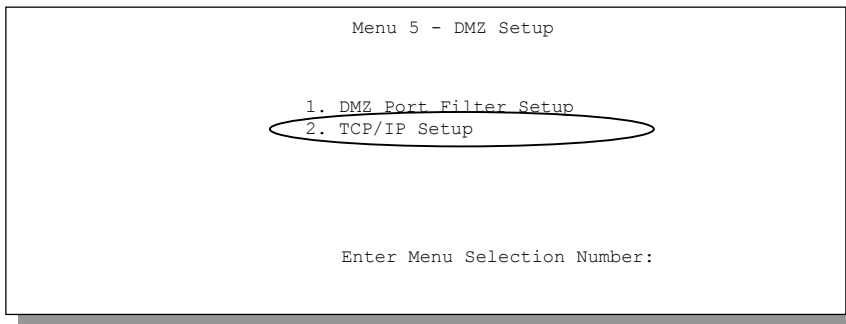 Menu 5 - DMZ Setup
1. DMZ Port Filter Setup
2. TCP/IP Setup
Enter Menu Selection Number: